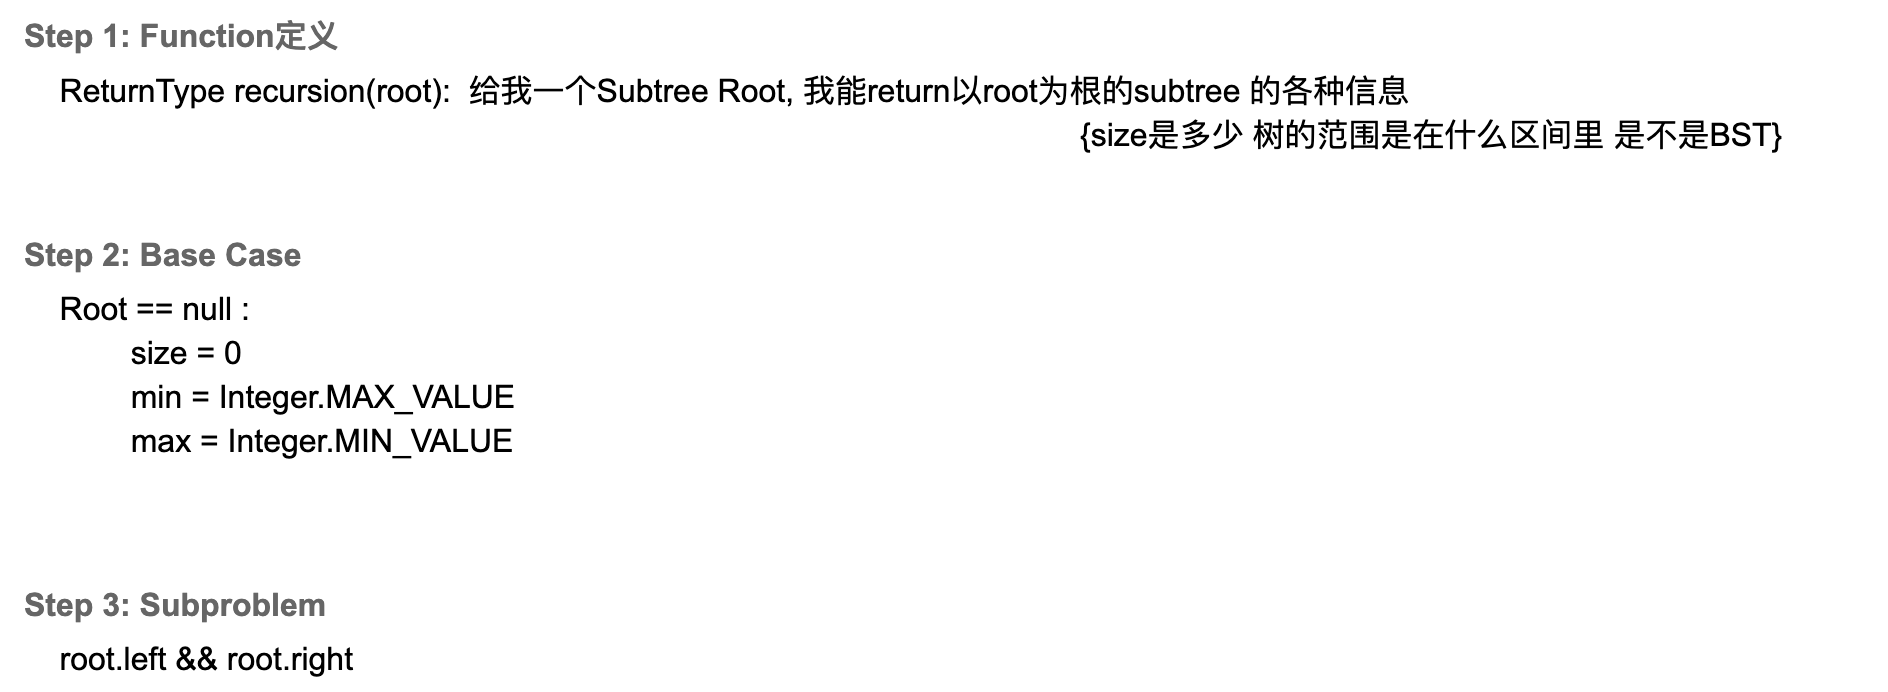 Step 1: Function定义
ReturnType recursion(root): 给我一个Subtree Root, 我能return以root为根的subtree 的各种信息
{size是多少 树的范围是在什么区间里 是不是BST}
Step 2: Base Case
Root == null :
size = 0
min = Integer.MAX_VALUE
max = Integer.MIN_VALUE
Step 3: Subproblem
root.left && root.right